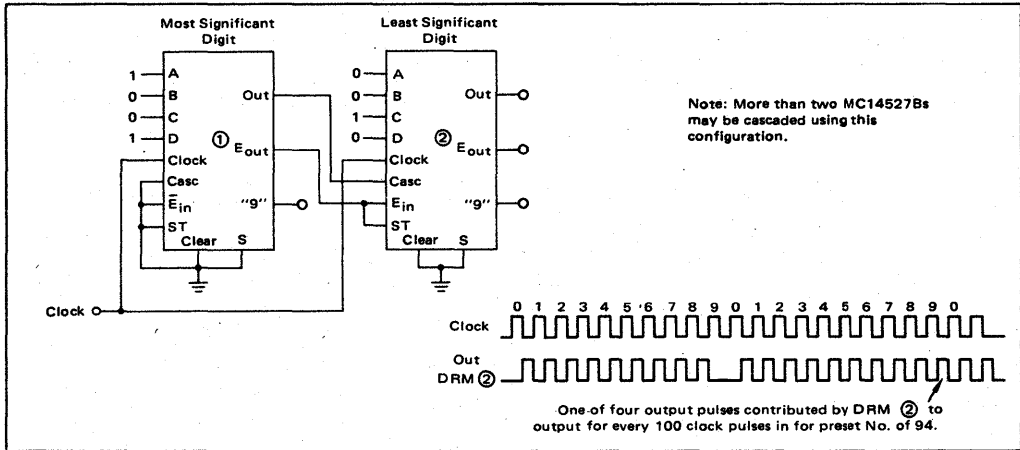 Most Significant
Digit
1 A
0 B
0 C
1 D
Clock
Casc
E̅in
ST
Clear S
Out
Eout
"9"
①
Least Significant
Digit
0 A
0 B
1 C
0 D
Clock
Casc
Ein
ST
Clear S
Out
Eout
"9"
②
Note: More than two MC14527Bs
may be cascaded using this
configuration.
Clock
0 1 2 3 4 5 6 7 8 9 0 1 2 3 4 5 6 7 8 9 0
Clock
Out
DRM ②
One of four output pulses contributed by DRM ② to
output for every 100 clock pulses in for preset No. of 94.